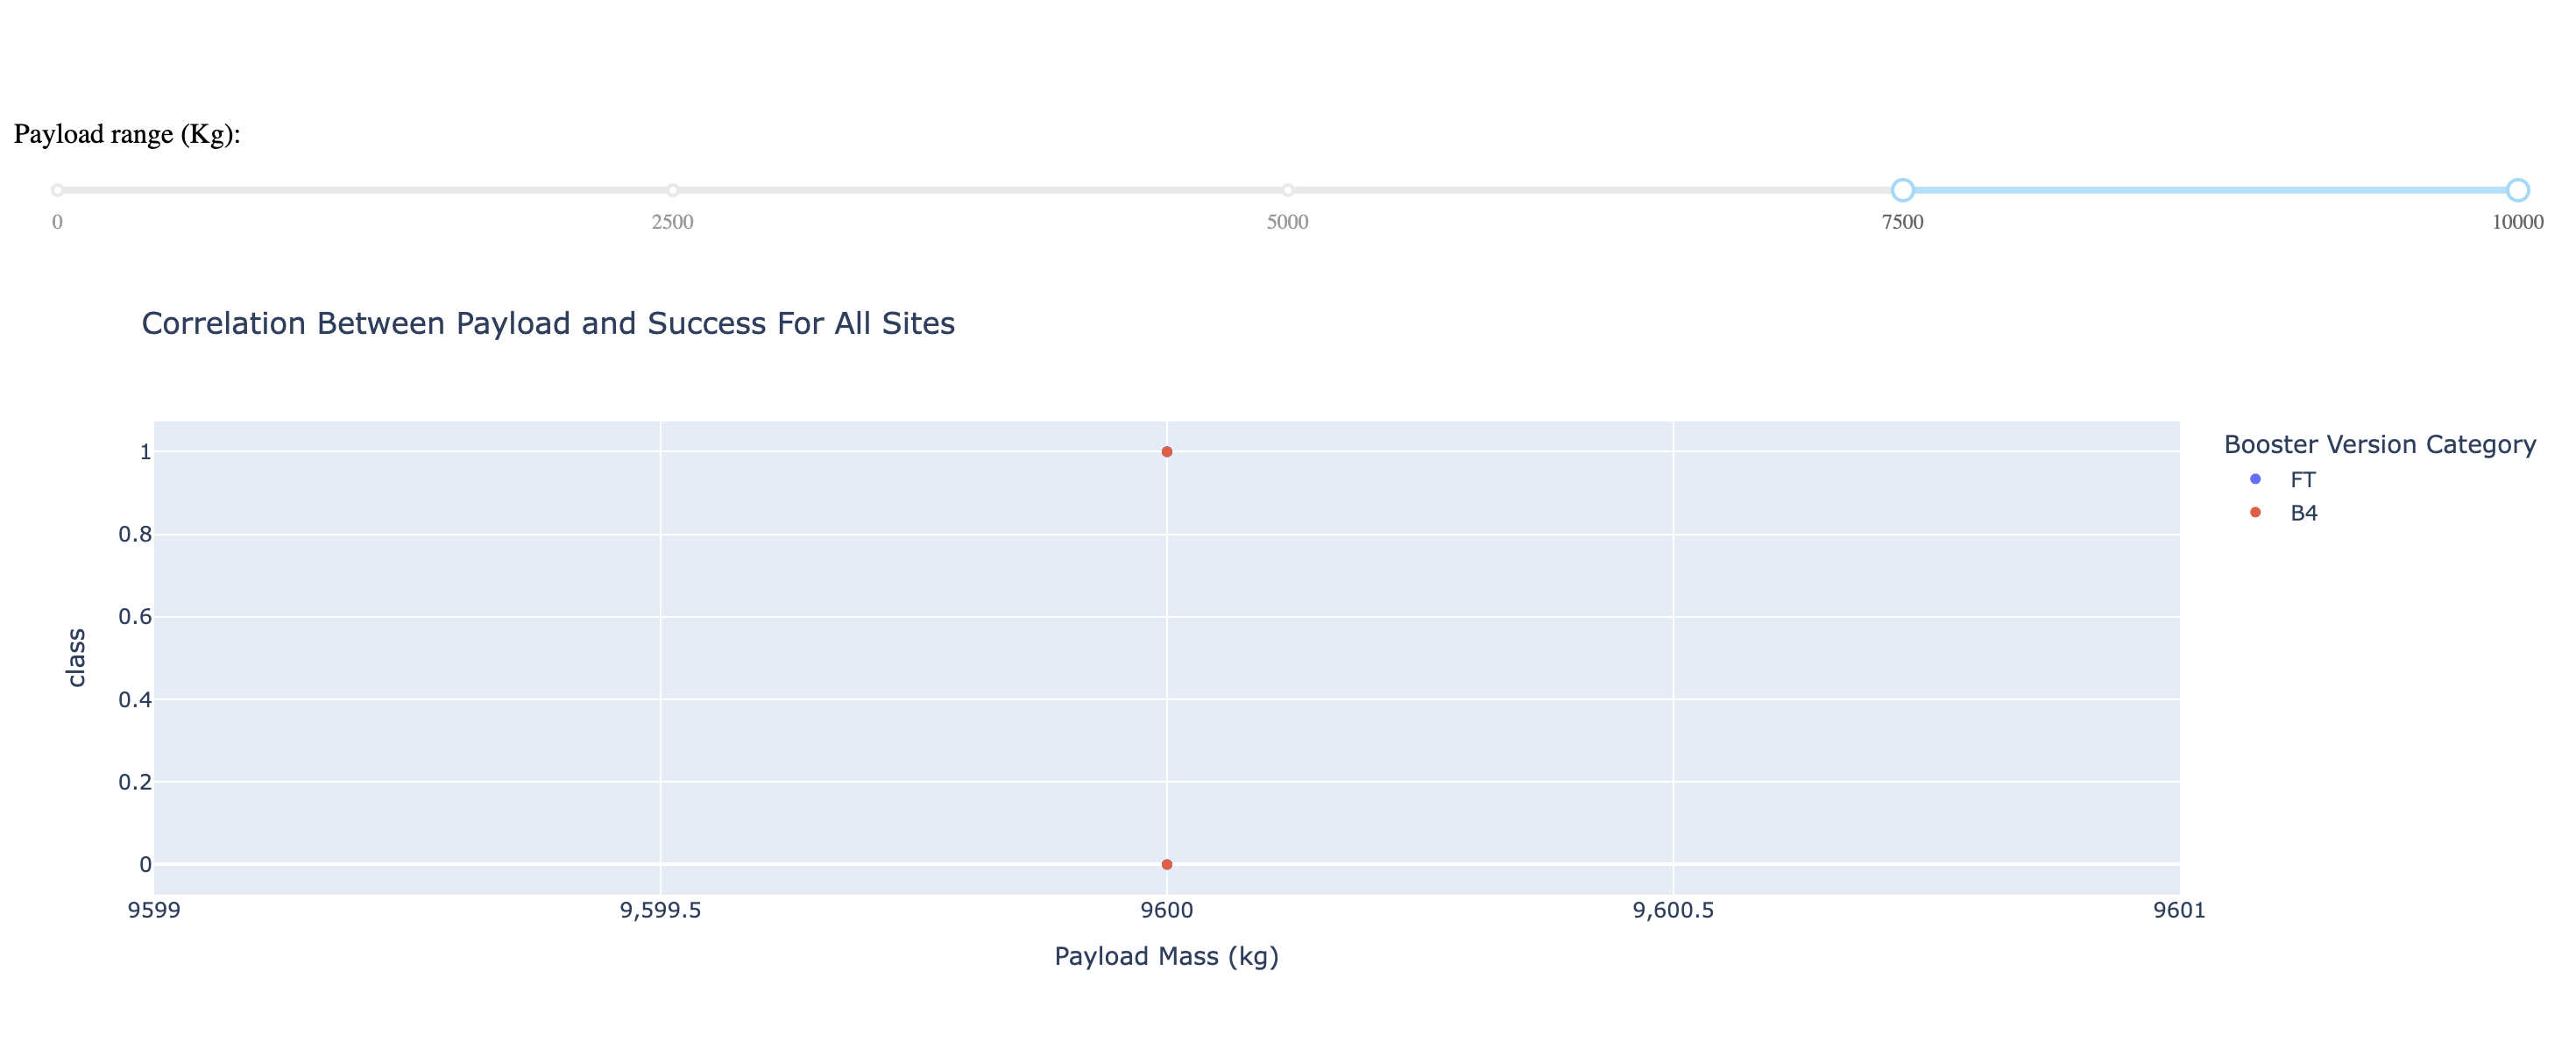 Payload range (Kg):
0 2500 5000 7500 10000
Correlation Between Payload and Success For All Sites
Booster Version Category
FT
B4
1
0.8
0.6
0.4
0.2
0
class
9599 9,599.5 9600 9,600.5 9601
Payload Mass (kg)